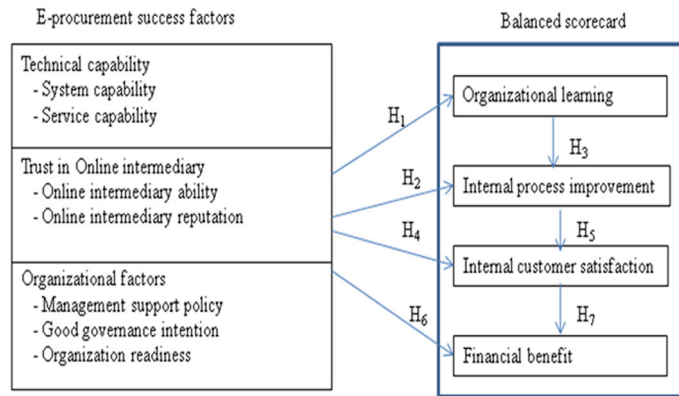 E-procurement success factors
Technical capability
- System capability
- Service capability
Trust in Online intermediary
- Online intermediary ability
- Online intermediary reputation
Organizational factors
- Management support policy
- Good governance intention
- Organization readiness
H1
H2
H4
H6
Balanced scorecard
Organizational learning
H3
Internal process improvement
H5
Internal customer satisfaction
H7
Financial benefit